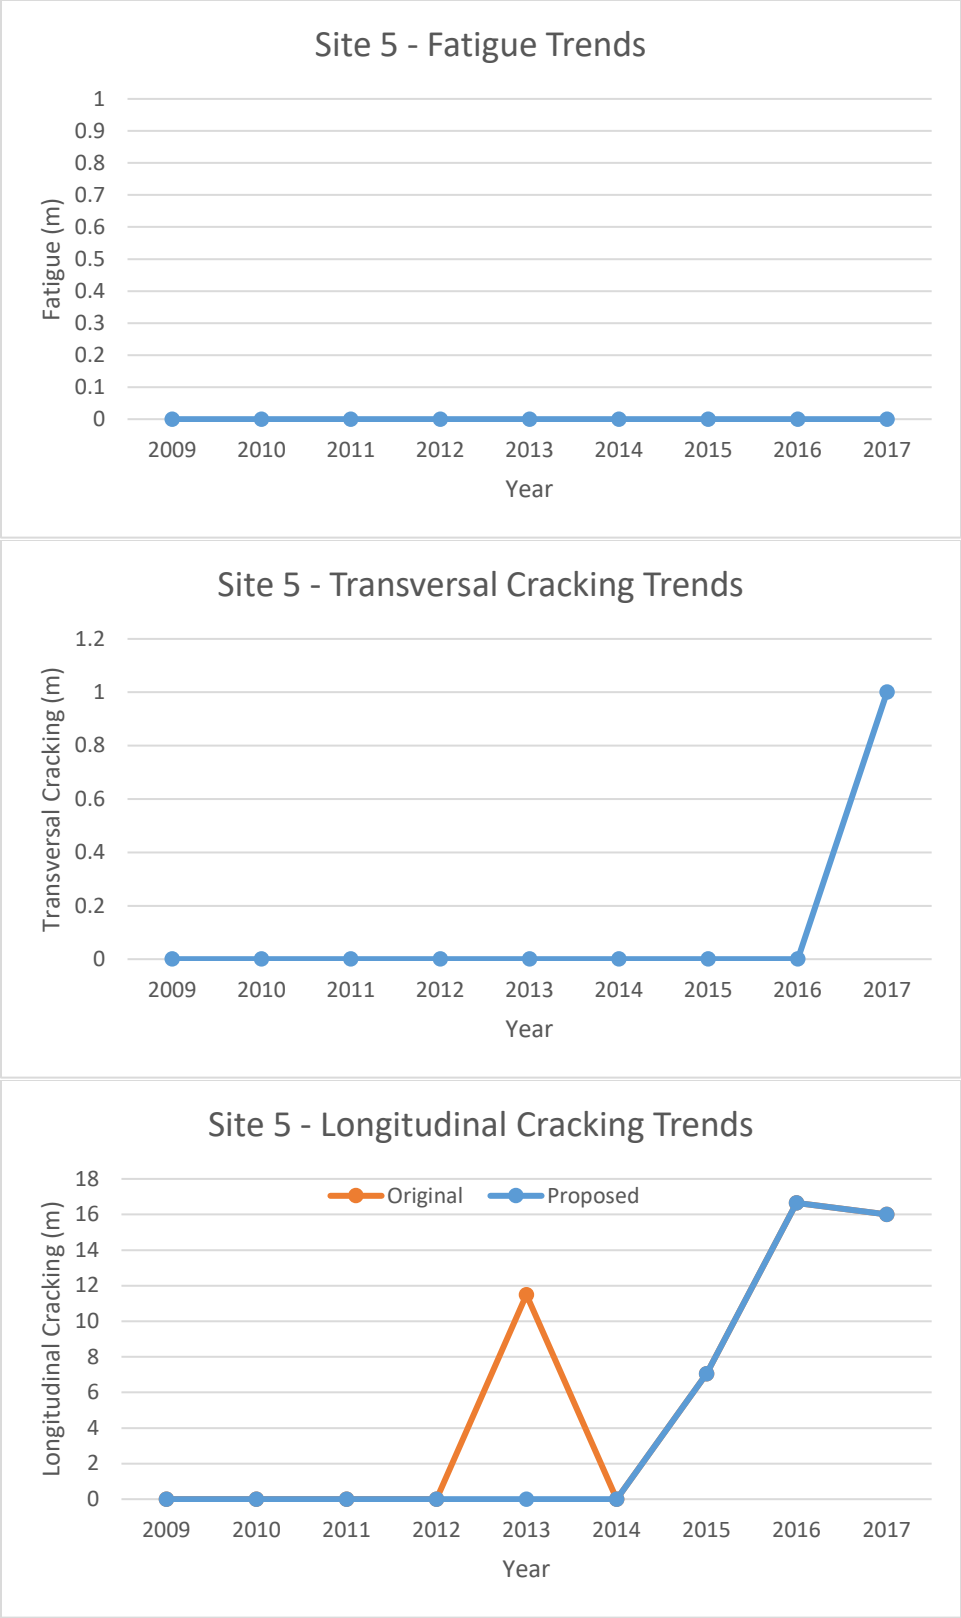 Site 5 - Fatigue Trends
1
0.9
0.8
0.7
0.6
0.5
0.4
0.3
0.2
0.1
0
Fatigue (m)
2009 2010 2011 2012 2013 2014 2015 2016 2017
Year
Site 5 - Transversal Cracking Trends
1.2
1
0.8
0.6
0.4
0.2
0
Transversal Cracking (m)
2009 2010 2011 2012 2013 2014 2015 2016 2017
Year
Site 5 - Longitudinal Cracking Trends
Original Proposed
18
16
14
12
10
8
6
4
2
0
Longitudinal Cracking (m)
2009 2010 2011 2012 2013 2014 2015 2016 2017
Year